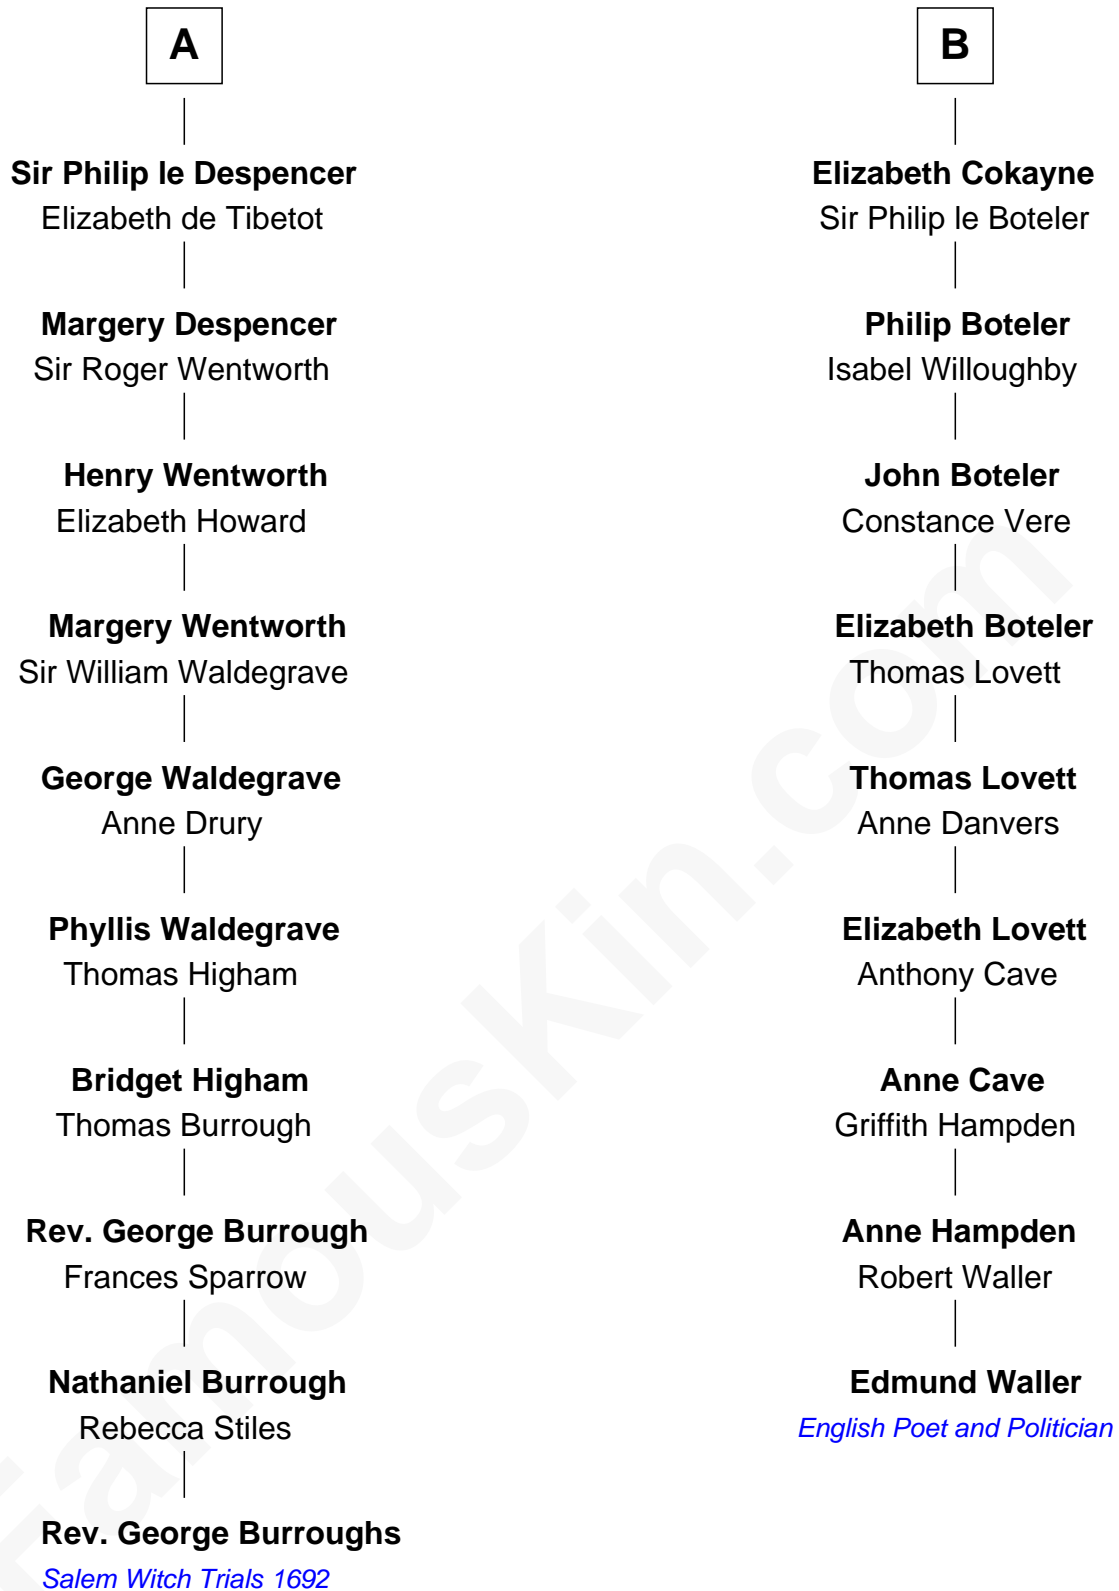 A
Sir Philip le Despencer
Elizabeth de Tibetot
Margery Despencer
Sir Roger Wentworth
Henry Wentworth
Elizabeth Howard
Margery Wentworth
Sir William Waldegrave
George Waldegrave
Anne Drury
Phyllis Waldegrave
Thomas Higham
Bridget Higham
Thomas Burrough
Rev. George Burrough
Frances Sparrow
Nathaniel Burrough
Rebecca Stiles
Rev. George Burroughs
Salem Witch Trials 1692
B
Elizabeth Cokayne
Sir Philip le Boteler
Philip Boteler
Isabel Willoughby
John Boteler
Constance Vere
Elizabeth Boteler
Thomas Lovett
Thomas Lovett
Anne Danvers
Elizabeth Lovett
Anthony Cave
Anne Cave
Griffith Hampden
Anne Hampden
Robert Waller
Edmund Waller
English Poet and Politician
FamousKin.com